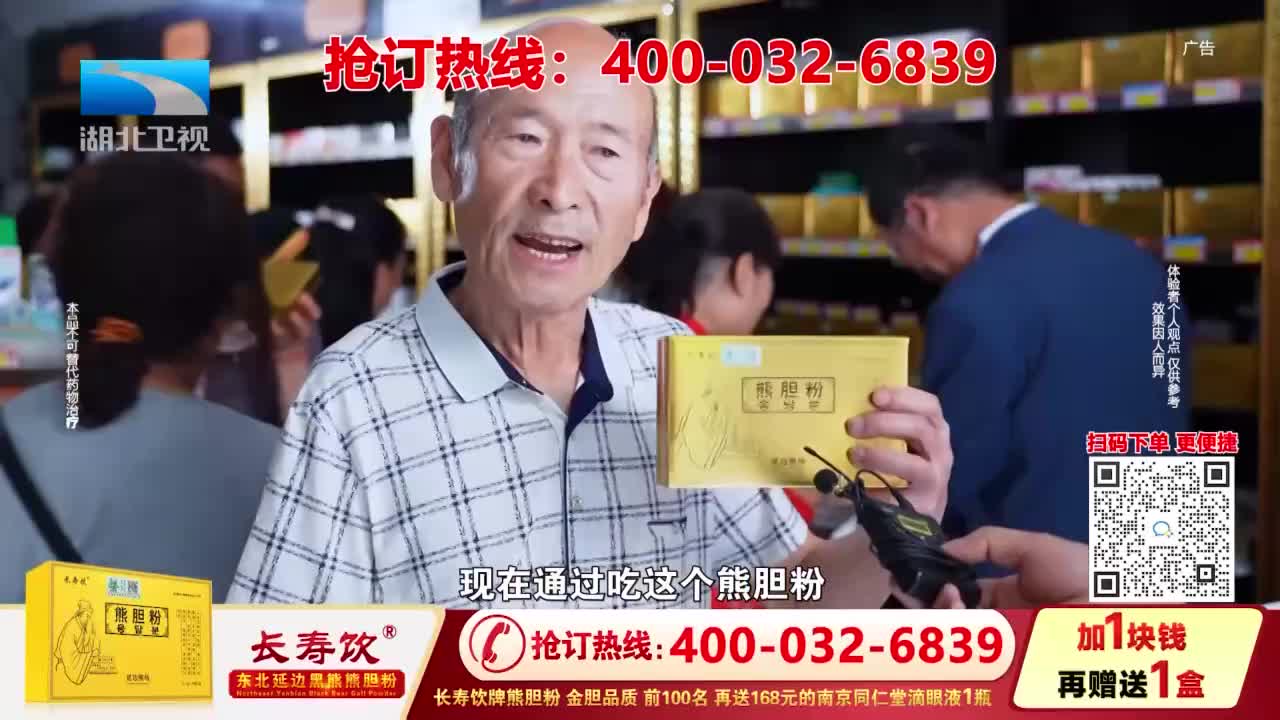 抢订热线：400-032-6839
广告
湖北卫视
本品不可替代药物治疗
体验者个人观点 仅供参考
效果因人而异
熊胆粉
웅담분
扫码下单 更便捷
现在通过吃这个熊胆粉
长寿饮
熊胆粉
웅담분
长寿饮®
东北延边黑熊熊胆粉
Northeast Yanbian Black Bear Gall Powder
抢订热线：400-032-6839
长寿饮牌熊胆粉 金胆品质 前100名 再送168元的南京同仁堂滴眼液1瓶
加1块钱
再赠送1盒